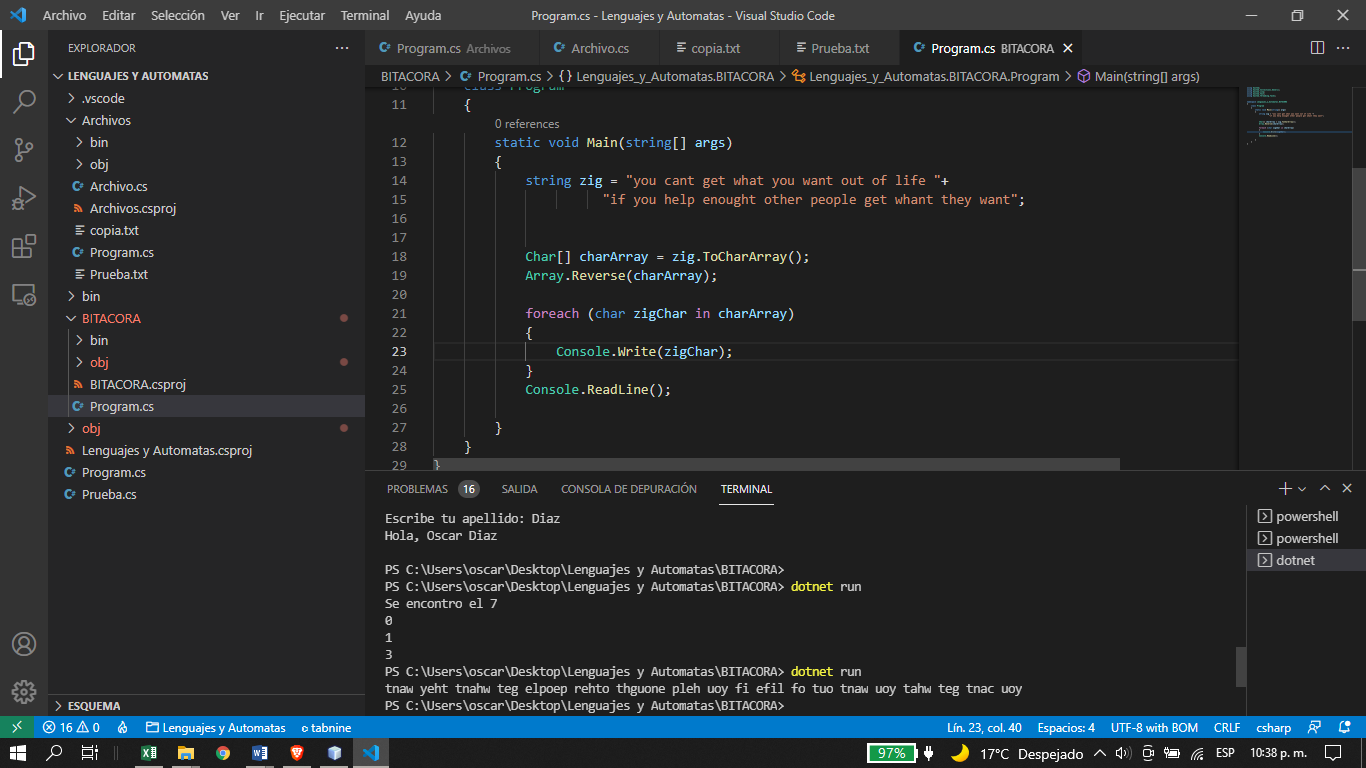 Archivo Editar Selección Ver Ir Ejecutar Terminal Ayuda Program.cs - Lenguajes y Automatas - Visual Studio Code
EXPLORADOR
LENGUAJES Y AUTOMATAS
.vscode
Archivos
bin
obj
Archivo.cs
Archivos.csproj
copia.txt
Program.cs
Prueba.txt
bin
BITACORA
bin
obj
BITACORA.csproj
Program.cs
obj
Lenguajes y Automatas.csproj
Program.cs
Prueba.cs
ESQUEMA
Program.cs Archivos Archivo.cs copia.txt Prueba.txt Program.cs BITACORA
BITACORA > Program.cs > {} Lenguajes_y_Automatas.BITACORA > Lenguajes_y_Automatas.BITACORA.Program > Main(string[] args)
10 class Program
11 {
0 references
12 static void Main(string[] args)
13 {
14 string zig = "you cant get what you want out of life "+
15 "if you help enought other people get whant they want";
16
17
18 Char[] charArray = zig.ToCharArray();
19 Array.Reverse(charArray);
20
21 foreach (char zigChar in charArray)
22 {
23 Console.Write(zigChar);
24 }
25 Console.ReadLine();
26
27 }
28 }
29 }
PROBLEMAS 16 SALIDA CONSOLA DE DEPURACIÓN TERMINAL
Escribe tu apellido: Diaz
Hola, Oscar Diaz
PS C:\Users\oscar\Desktop\Lenguajes y Automatas\BITACORA>
PS C:\Users\oscar\Desktop\Lenguajes y Automatas\BITACORA> dotnet run
Se encontro el 7
0
1
3
PS C:\Users\oscar\Desktop\Lenguajes y Automatas\BITACORA> dotnet run
tnaw yeht tnahw teg elpoep rehto thguone pleh uoy fi efil fo tuo tnaw uoy tahw teg tnac uoy
PS C:\Users\oscar\Desktop\Lenguajes y Automatas\BITACORA>
powershell
powershell
dotnet
16 0 Lenguajes y Automatas tabnine Lín. 23, col. 40 Espacios: 4 UTF-8 with BOM CRLF csharp
97% 17°C Despejado ESP 10:38 p. m.